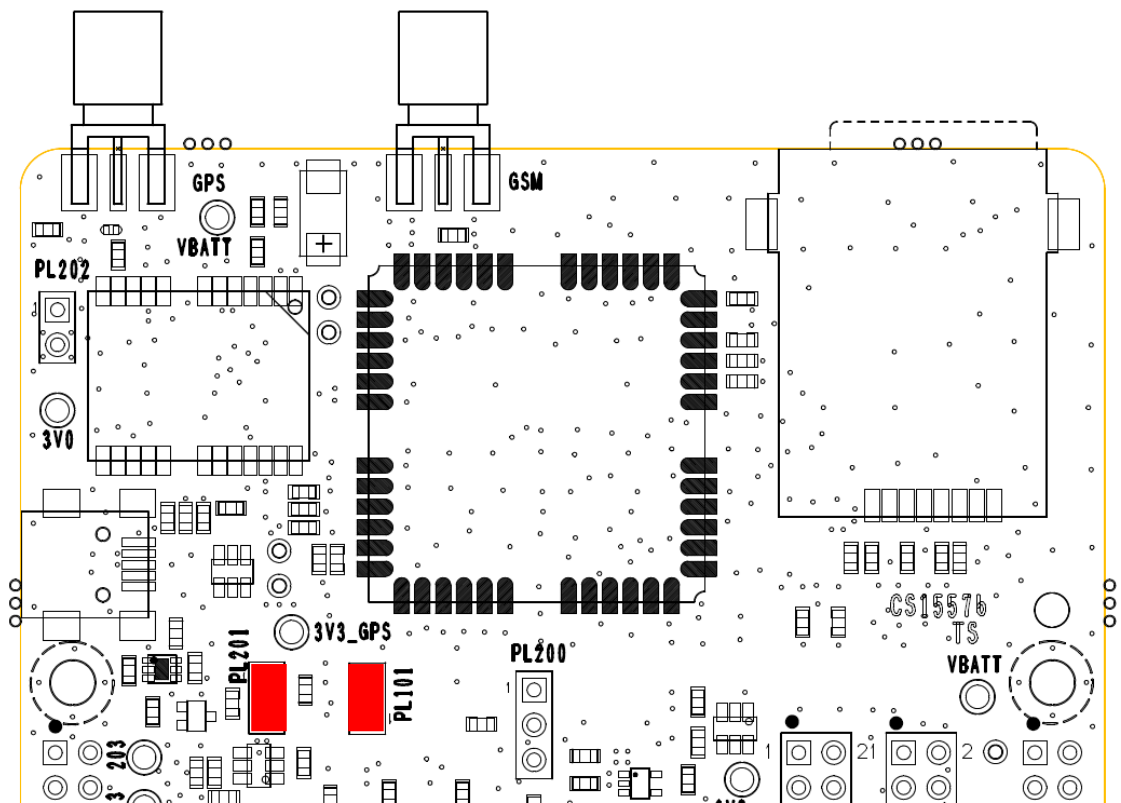 GPS
GSM
VBATT
PL202
1
3V0
3V3_GPS
CS1557b
TS
PL201
PL101
PL200
1
VBATT
203
1
21
2